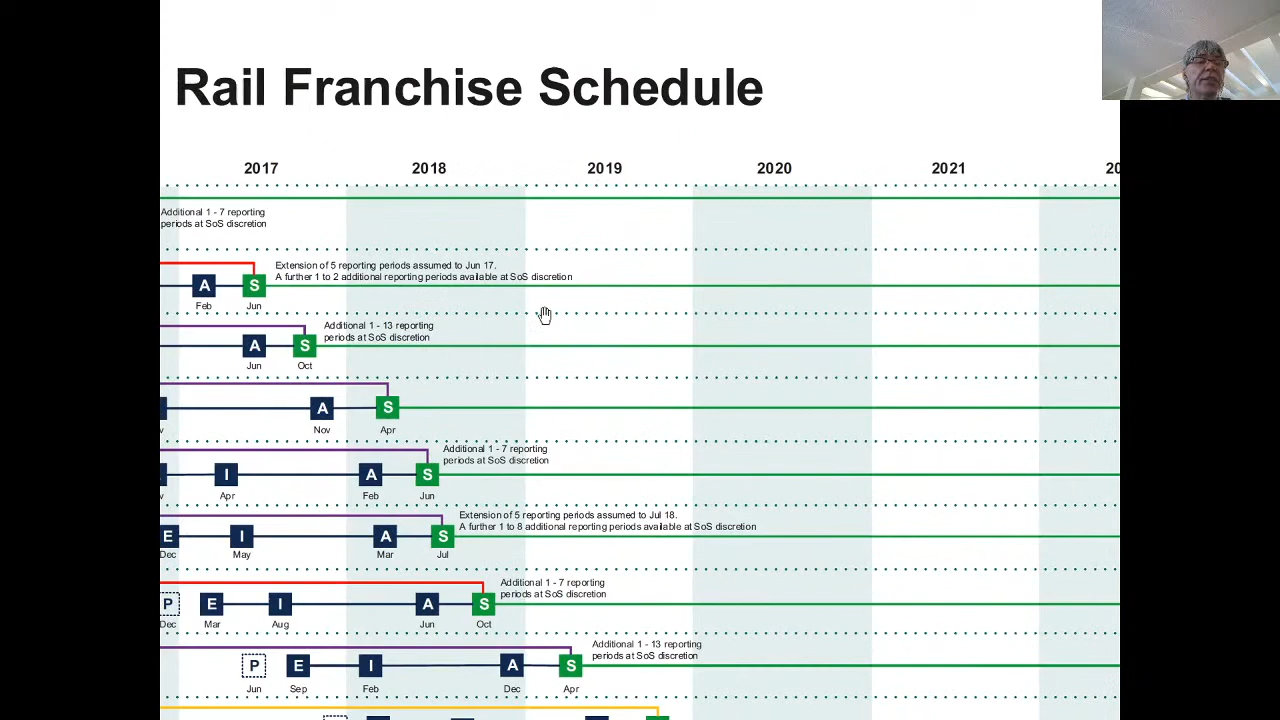 Rail Franchise Schedule
2017 2018 2019 2020 2021 20
Additional 1 - 7 reporting
periods at SoS discretion
Extension of 5 reporting periods assumed to Jun 17.
A further 1 to 2 additional reporting periods available at SoS discretion
A S
Feb Jun
Additional 1 - 13 reporting
periods at SoS discretion
A S
Jun Oct
A S
v Nov Apr
Additional 1 - 7 reporting
periods at SoS discretion
I A S
v Apr Feb Jun
Extension of 5 reporting periods assumed to Jul 18.
A further 1 to 8 additional reporting periods available at SoS discretion
E I A S
Dec May Mar Jul
Additional 1 - 7 reporting
periods at SoS discretion
P E I A S
Dec Mar Aug Jun Oct
Additional 1 - 13 reporting
periods at SoS discretion
P E I A S
Jun Sep Feb Dec Apr